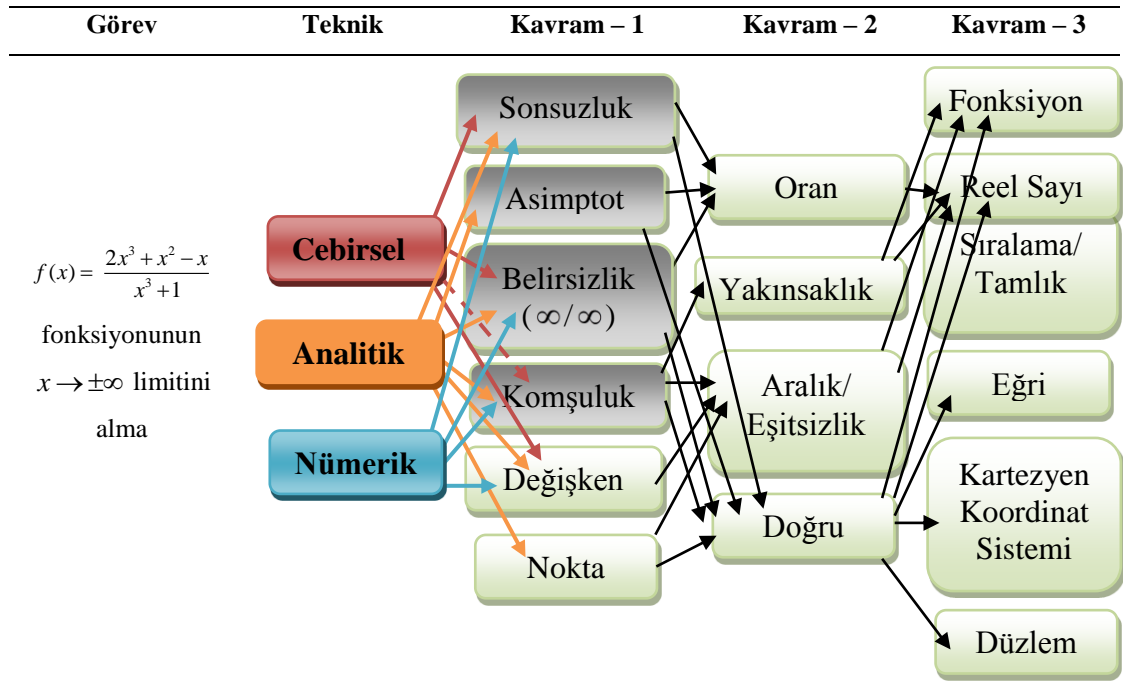 Görev Teknik Kavram – 1 Kavram – 2 Kavram – 3
f(x) = (2x³ + x² − x)/(x³ + 1)
fonksiyonunun
x → ±∞ limitini
alma
Cebirsel
Analitik
Nümerik
Sonsuzluk
Asimptot
Belirsizlik
(∞/∞)
Komşuluk
Değişken
Nokta
Oran
Yakınsaklık
Aralık/
Eşitsizlik
Doğru
Fonksiyon
Reel Sayı
Sıralama/
Tamlık
Eğri
Kartezyen
Koordinat
Sistemi
Düzlem